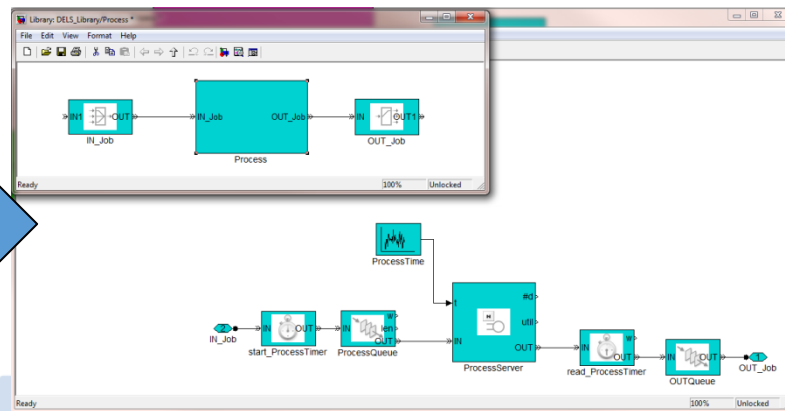 Library: DELS_Library/Process *
File Edit View Format Help
IN1 OUT
IN_Job
IN_Job OUT_Job
Process
IN OUT1
OUT_Job
Ready 100% Unlocked
ProcessTime
t
#d
util
IN OUT
ProcessServer
2
IN_Job
IN OUT
start_ProcessTimer
w
len
IN OUT
ProcessQueue
w
IN OUT
read_ProcessTimer
IN OUT
OUTQueue
1
OUT_Job
Ready 100% Unlocked